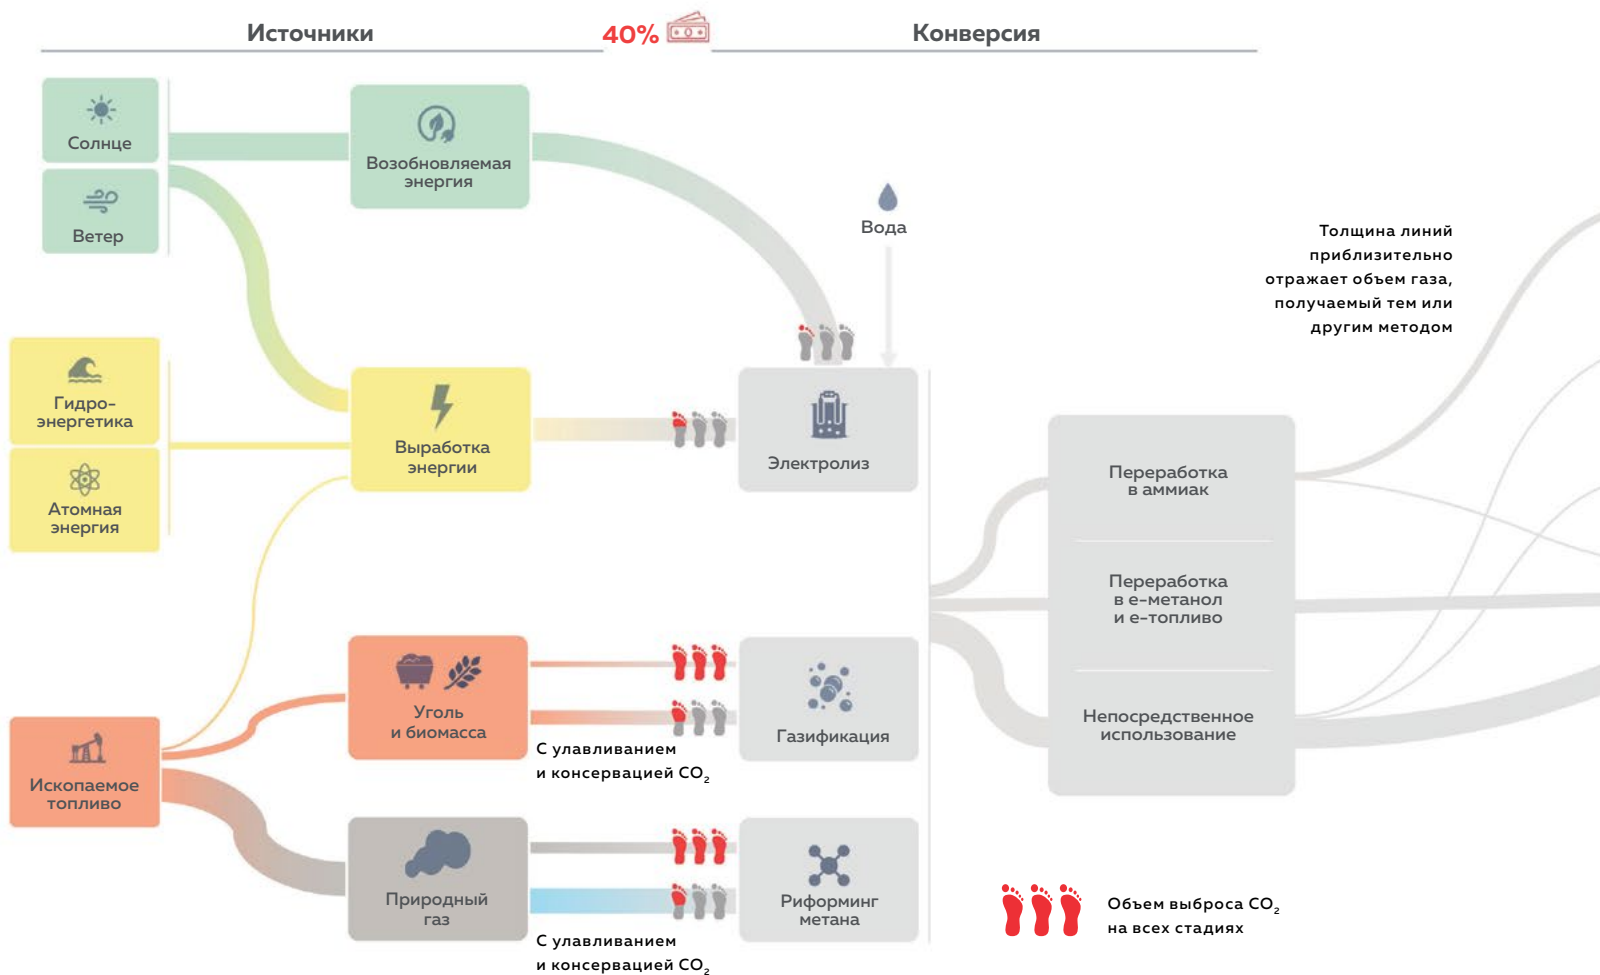 Источники
40%
Конверсия
Солнце
Ветер
Возобновляемая
энергия
Вода
Толщина линий
приблизительно
отражает объем газа,
получаемый тем или
другим методом
Гидро-
энергетика
Атомная
энергия
Выработка
энергии
Электролиз
Переработка
в аммиак
Переработка
в е-метанол
и е-топливо
Непосредственное
использование
Ископаемое
топливо
Уголь
и биомасса
С улавливанием
и консервацией CO₂
Газификация
Природный
газ
С улавливанием
и консервацией CO₂
Риформинг
метана
Объем выброса CO₂
на всех стадиях